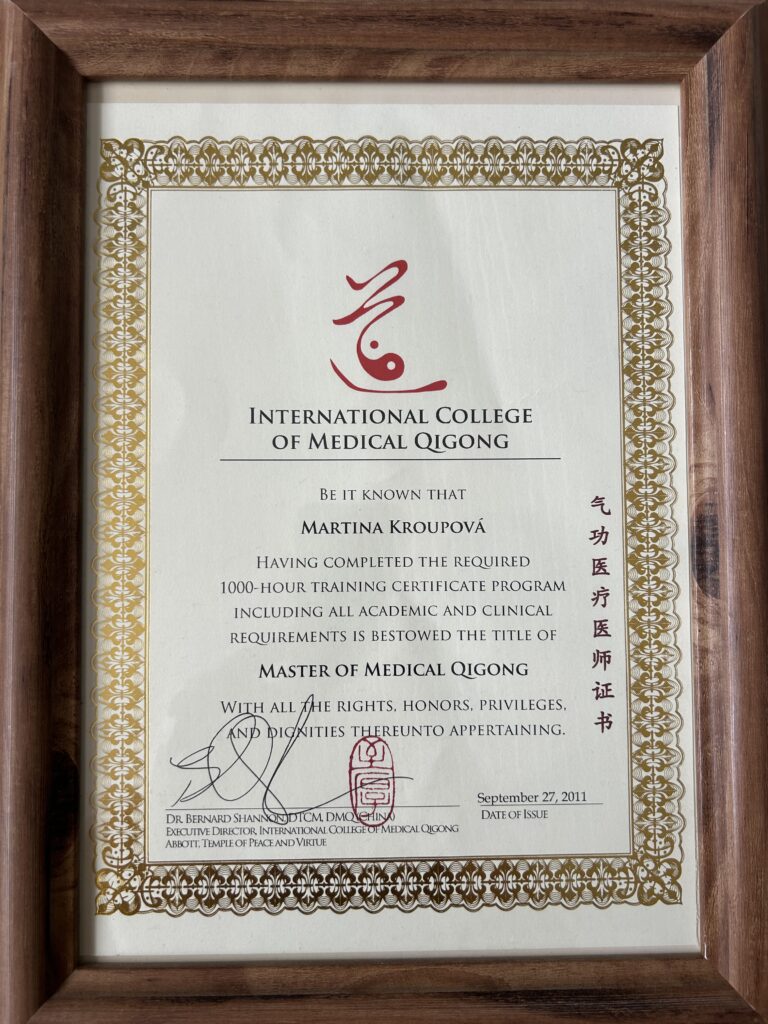 INTERNATIONAL COLLEGE
OF MEDICAL QIGONG
BE IT KNOWN THAT
MARTINA KROUPOVÁ
HAVING COMPLETED THE REQUIRED
1000-HOUR TRAINING CERTIFICATE PROGRAM
INCLUDING ALL ACADEMIC AND CLINICAL
REQUIREMENTS IS BESTOWED THE TITLE OF
MASTER OF MEDICAL QIGONG
WITH ALL THE RIGHTS, HONORS, PRIVILEGES,
AND DIGNITIES THEREUNTO APPERTAINING.
气功医疗医师证书
September 27, 2011
DATE OF ISSUE
DR. BERNARD SHANNON, DTCM, DMQ (CHINA)
EXECUTIVE DIRECTOR, INTERNATIONAL COLLEGE OF MEDICAL QIGONG
ABBOTT, TEMPLE OF PEACE AND VIRTUE